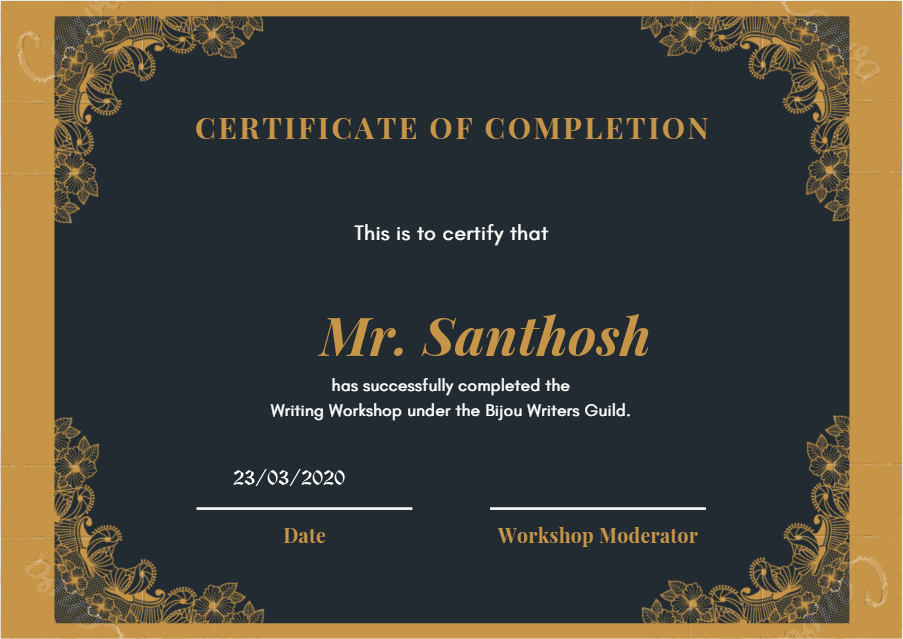 CERTIFICATE OF COMPLETION
This is to certify that
Mr. Santhosh
has successfully completed the
Writing Workshop under the Bijou Writers Guild.
23/03/2020
Date
Workshop Moderator